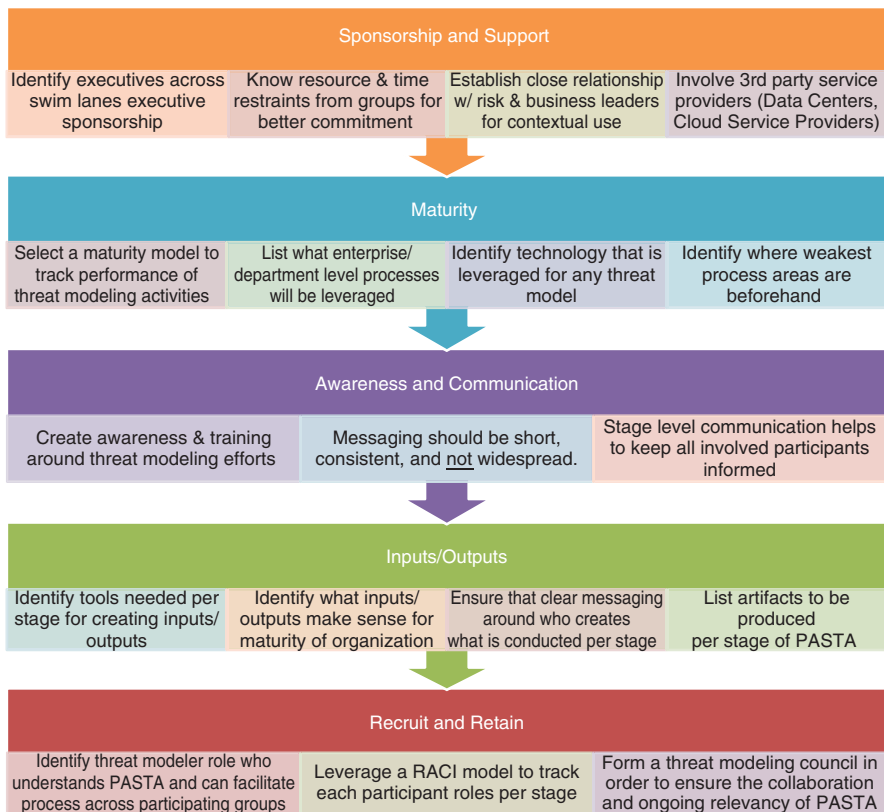 Sponsorship and Support
Identify executives across
swim lanes executive
sponsorship
Know resource & time
restraints from groups for
better commitment
Establish close relationship
w/ risk & business leaders
for contextual use
Involve 3rd party service
providers (Data Centers,
Cloud Service Providers)
Maturity
Select a maturity model to
track performance of
threat modeling activities
List what enterprise/
department level processes
will be leveraged
Identify technology that is
leveraged for any threat
model
Identify where weakest
process areas are
beforehand
Awareness and Communication
Create awareness & training
around threat modeling efforts
Messaging should be short,
consistent, and not widespread.
Stage level communication helps
to keep all involved participants
informed
Inputs/Outputs
Identify tools needed per
stage for creating inputs/
outputs
Identify what inputs/
outputs make sense for
maturity of organization
Ensure that clear messaging
around who creates
what is conducted per stage
List artifacts to be
produced
per stage of PASTA
Recruit and Retain
Identify threat modeler role who
understands PASTA and can facilitate
process across participating groups
Leverage a RACI model to track
each participant roles per stage
Form a threat modeling council in
order to ensure the collaboration
and ongoing relevancy of PASTA